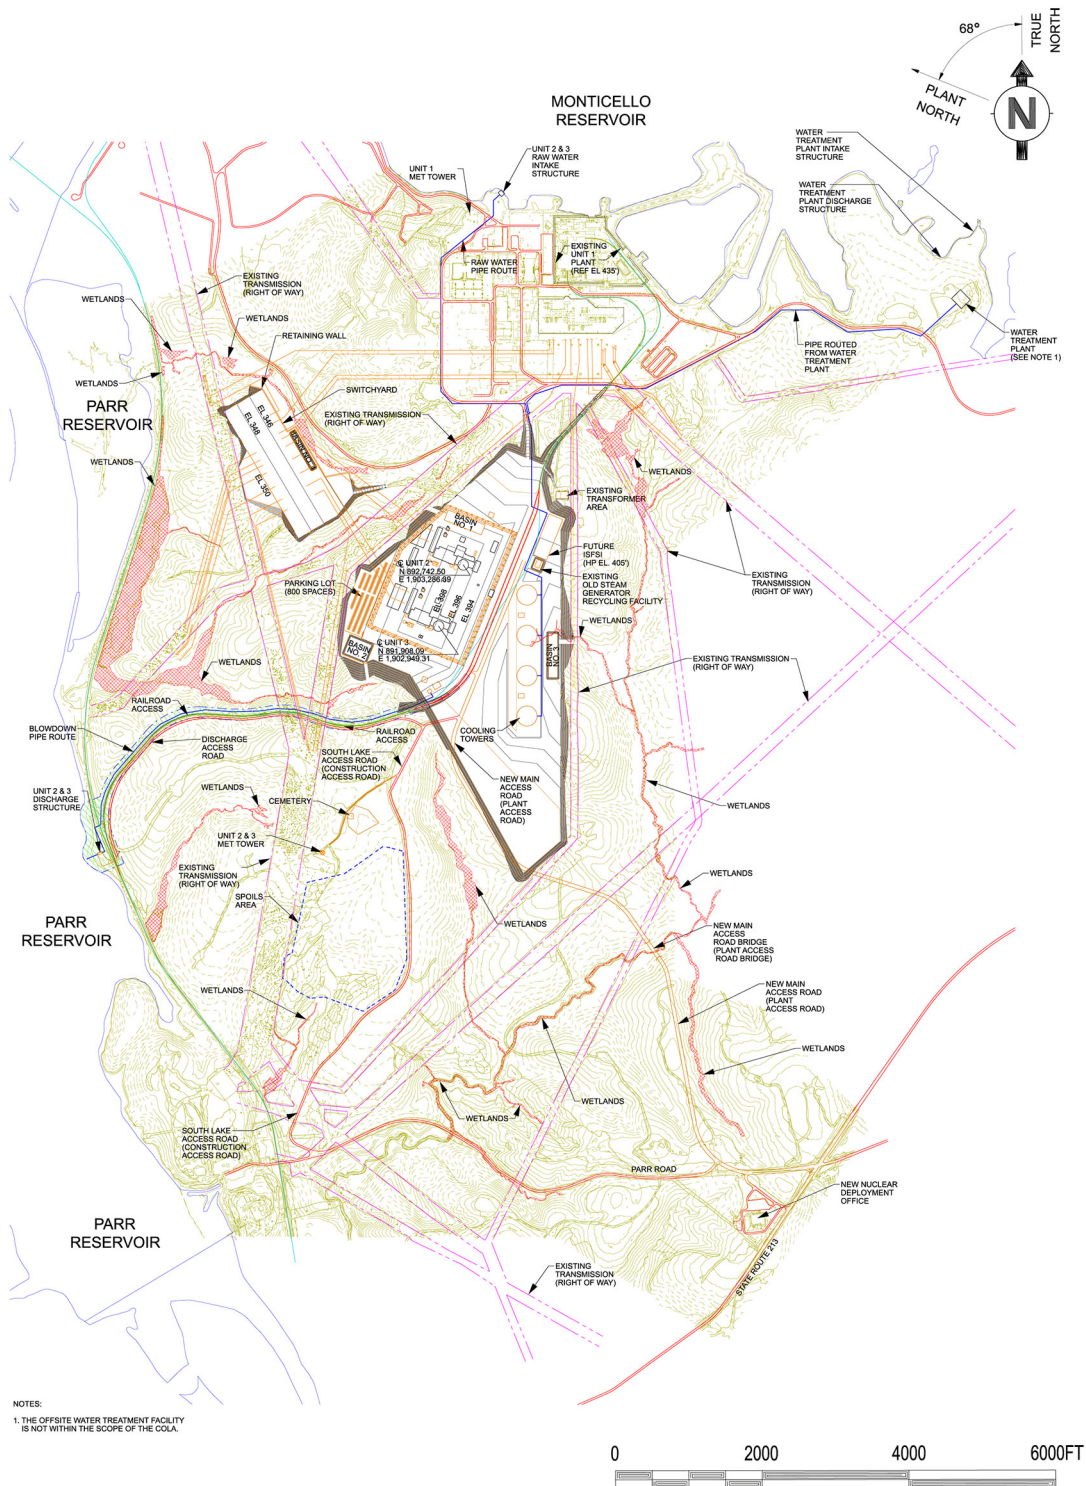 68°
TRUE
NORTH
PLANT
NORTH
N
MONTICELLO
RESERVOIR
WATER
TREATMENT
PLANT INTAKE
STRUCTURE
UNIT 2 & 3
RAW WATER
INTAKE
STRUCTURE
UNIT 1
MET TOWER
WATER
TREATMENT
PLANT DISCHARGE
STRUCTURE
EXISTING
UNIT 1
PLANT
(REF EL 435')
RAW WATER
PIPE ROUTE
EXISTING
TRANSMISSION
(RIGHT OF WAY)
WETLANDS
WETLANDS
RETAINING WALL
WATER
TREATMENT
PLANT
(SEE NOTE 1)
PIPE ROUTED
FROM WATER
TREATMENT
PLANT
WETLANDS
SWITCHYARD
PARR
RESERVOIR
EL 346
EL 348
EL 350
EXISTING TRANSMISSION
(RIGHT OF WAY)
WETLANDS
WETLANDS
EXISTING
TRANSFORMER
AREA
BASIN
NO. 1
FUTURE
ISFSI
(HP EL. 405')
℄ UNIT 2
N 892,742.50
E 1,903,286.69
EXISTING
TRANSMISSION
(RIGHT OF WAY)
PARKING LOT
(800 SPACES)
EXISTING
OLD STEAM
GENERATOR
RECYCLING FACILITY
EL 398
EL 396
EL 394
WETLANDS
℄ UNIT 3
N 891,908.09
E 1,902,949.31
BASIN
NO. 2
BASIN
NO. 3
WETLANDS
EXISTING TRANSMISSION
(RIGHT OF WAY)
RAILROAD
ACCESS
BLOWDOWN
PIPE ROUTE
DISCHARGE
ACCESS
ROAD
RAILROAD
ACCESS
COOLING
TOWERS
SOUTH LAKE
ACCESS ROAD
(CONSTRUCTION
ACCESS ROAD)
UNIT 2 & 3
DISCHARGE
STRUCTURE
WETLANDS
CEMETERY
NEW MAIN
ACCESS
ROAD
(PLANT
ACCESS
ROAD)
WETLANDS
UNIT 2 & 3
MET TOWER
EXISTING
TRANSMISSION
(RIGHT OF WAY)
WETLANDS
SPOILS
AREA
WETLANDS
PARR
RESERVOIR
NEW MAIN
ACCESS
ROAD BRIDGE
(PLANT ACCESS
ROAD BRIDGE)
WETLANDS
NEW MAIN
ACCESS ROAD
(PLANT
ACCESS ROAD)
WETLANDS
WETLANDS
WETLANDS
SOUTH LAKE
ACCESS ROAD
(CONSTRUCTION
ACCESS ROAD)
PARR ROAD
NEW NUCLEAR
DEPLOYMENT
OFFICE
PARR
RESERVOIR
STATE ROUTE 213
EXISTING
TRANSMISSION
(RIGHT OF WAY)
NOTES:
1. THE OFFSITE WATER TREATMENT FACILITY
IS NOT WITHIN THE SCOPE OF THE COLA.
0 2000 4000 6000FT